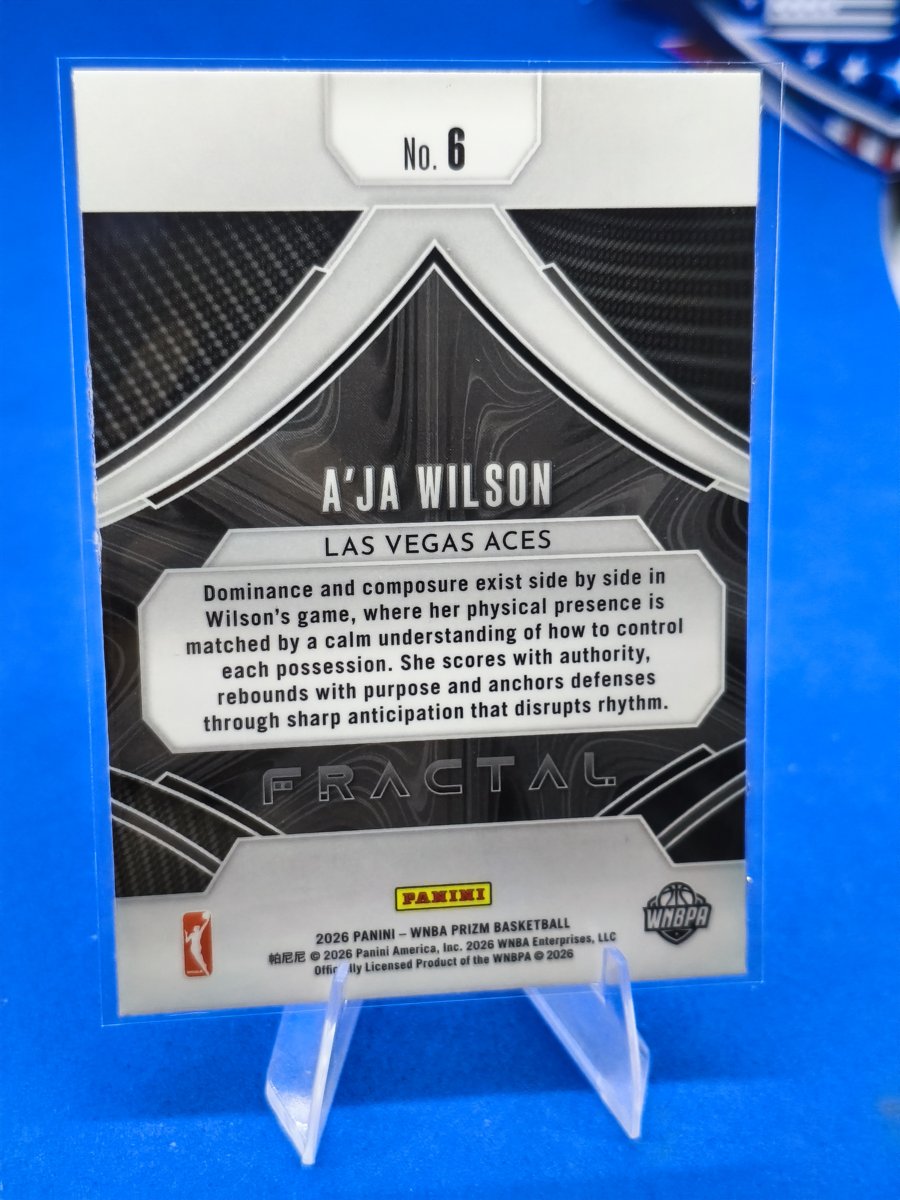 No. 6
A'JA WILSON
LAS VEGAS ACES
Dominance and composure exist side by side in
Wilson's game, where her physical presence is
matched by a calm understanding of how to control
each possession. She scores with authority,
rebounds with purpose and anchors defenses
through sharp anticipation that disrupts rhythm.
FRACTAL
PANINI
WNBPA
2026 PANINI – WNBA PRIZM BASKETBALL
帕尼尼 © 2026 Panini America, Inc. 2026 WNBA Enterprises, LLC
Officially Licensed Product of the WNBPA © 2026